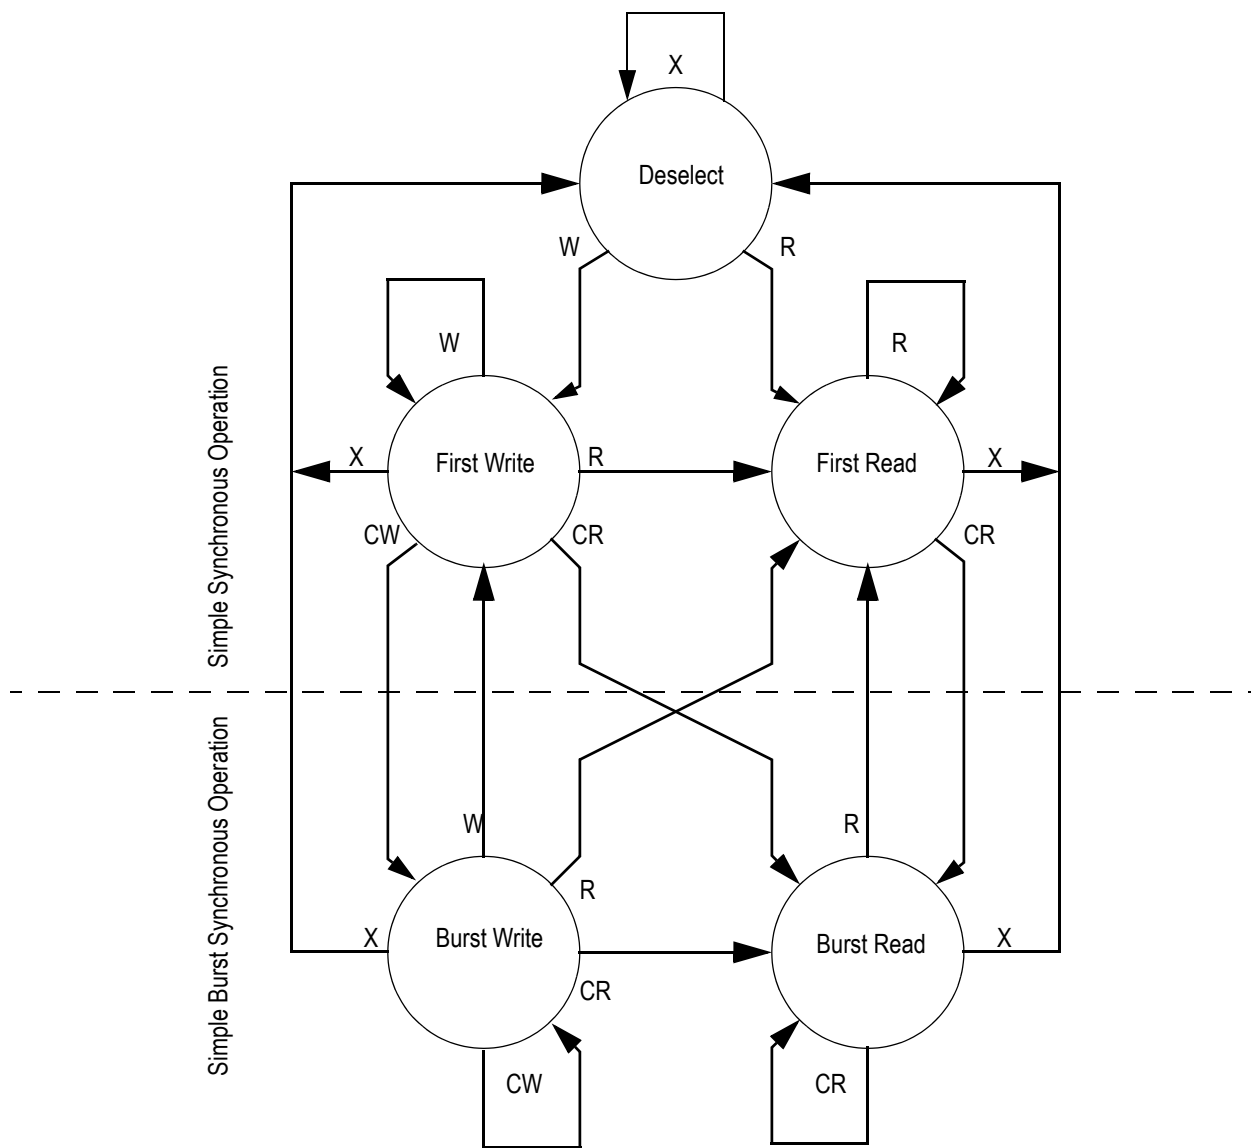 X
Deselect
W
R
W
R
X
First Write
R
First Read
X
CW
CR
CR
Simple Synchronous Operation
Simple Burst Synchronous Operation
W
R
R
X
Burst Write
Burst Read
X
CR
CW
CR